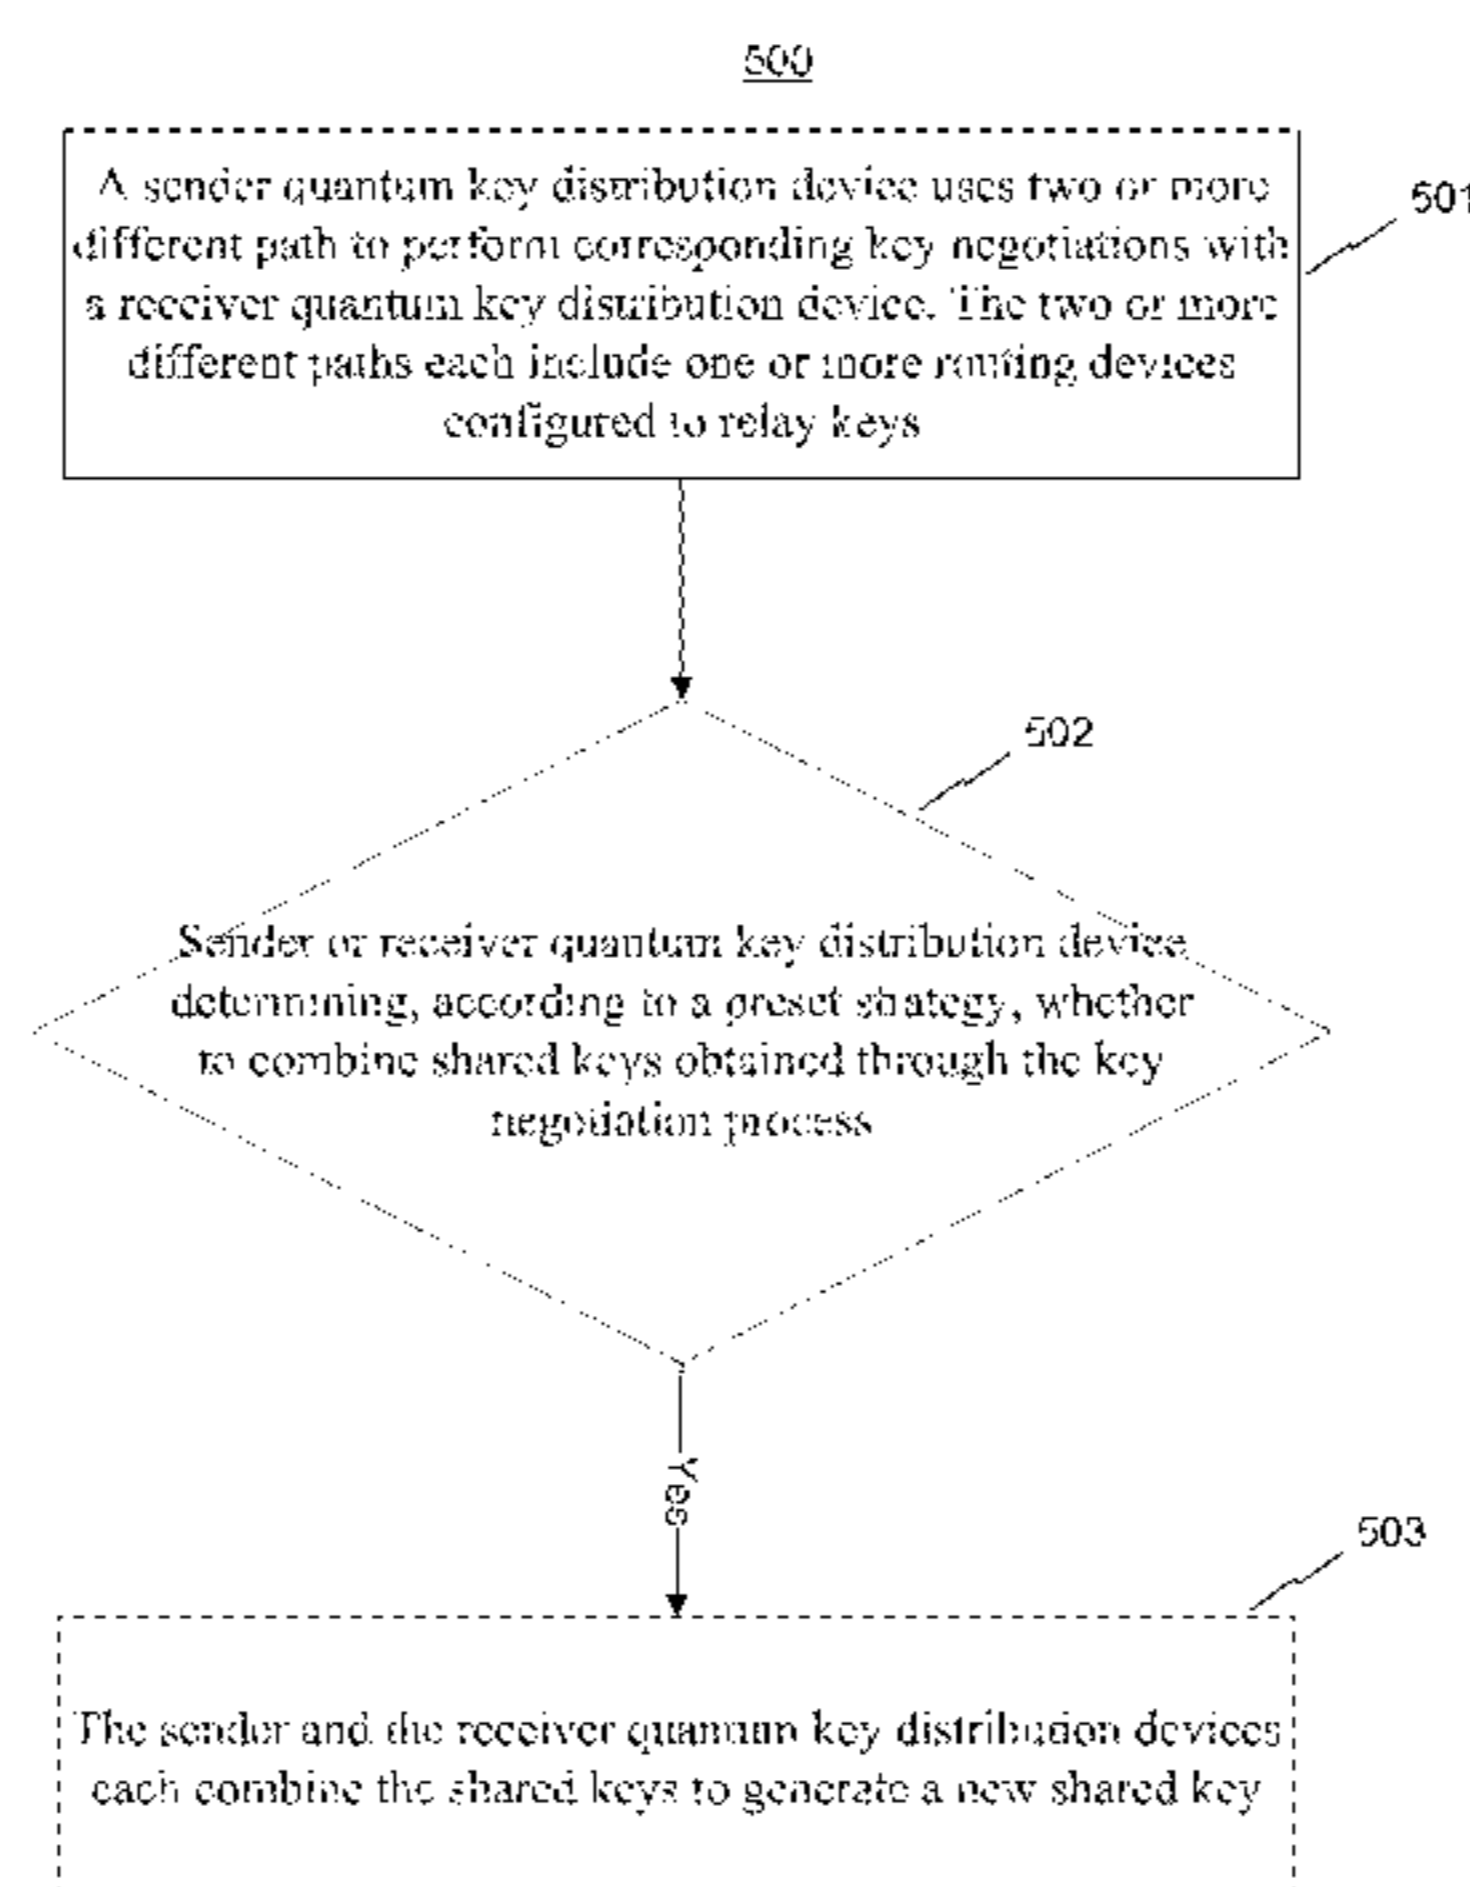 500
A sender quantum key distribution device uses two or more
501
different path to perform corresponding key negotiations with
a receiver quantum key distribution device. The two or more
different paths each include one or more routing devices
configured to relay keys
502
Sender or receiver quantum key distribution device
determining, according to a preset strategy, whether
to combine shared keys obtained through the key
negotiation process
Yes
503
The sender and the receiver quantum key distribution devices
each combine the shared keys to generate a new shared key